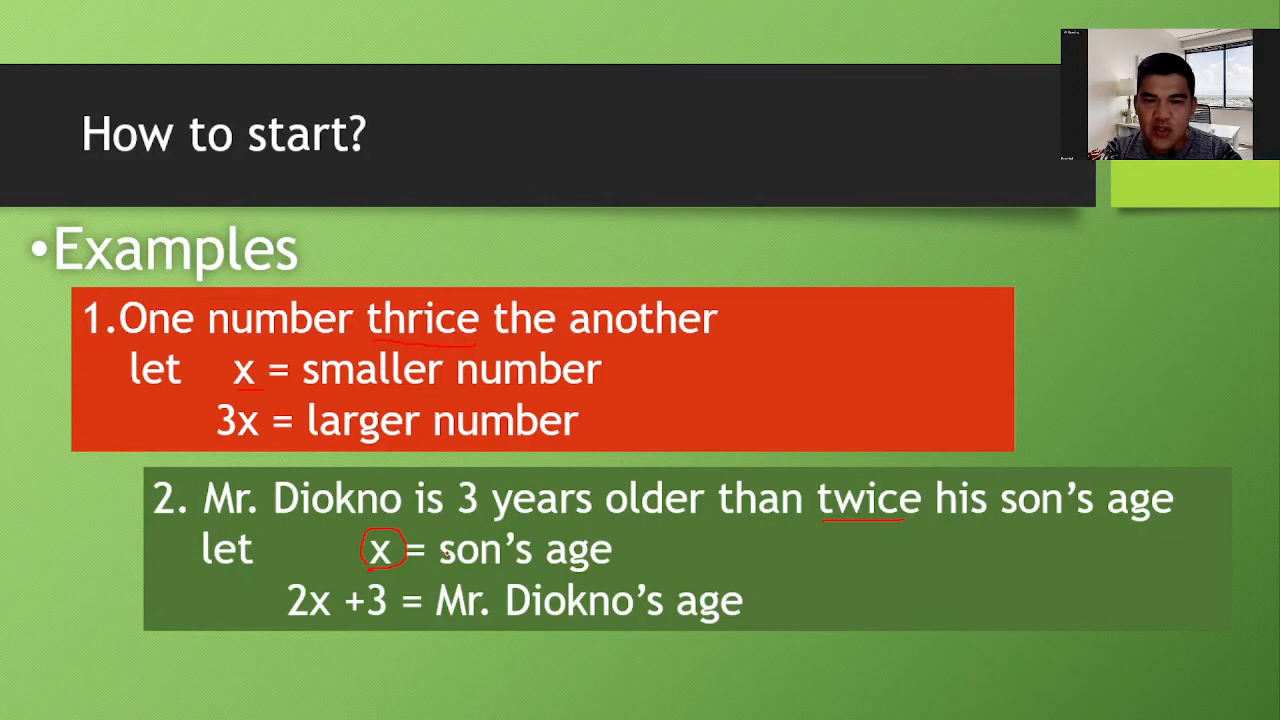 How to start?
•Examples
1.One number thrice the another
let x = smaller number
3x = larger number
2. Mr. Diokno is 3 years older than twice his son's age
let x = son's age
2x +3 = Mr. Diokno's age